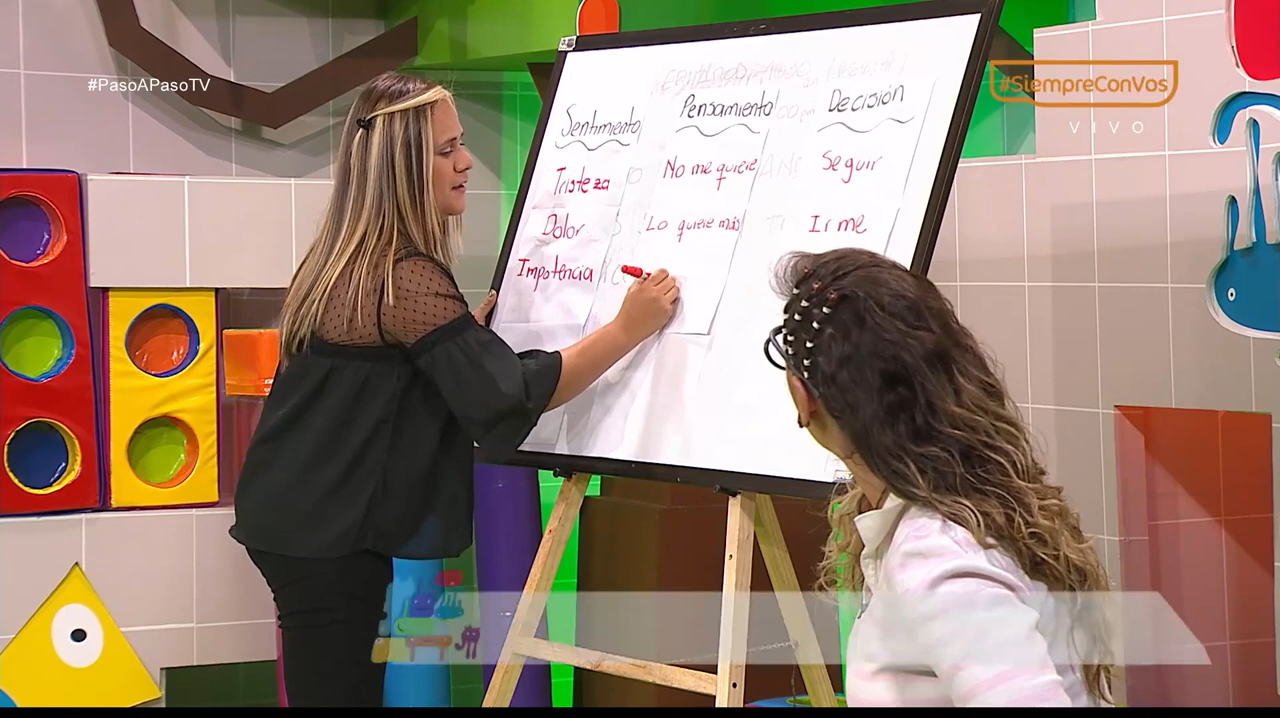 #PasoAPasoTV
#SiempreConVos
VIVO
Sentimiento Pensamiento Decisión
Tristeza No me quiere Seguir
Dolor Lo quiere más Irme
Impotencia